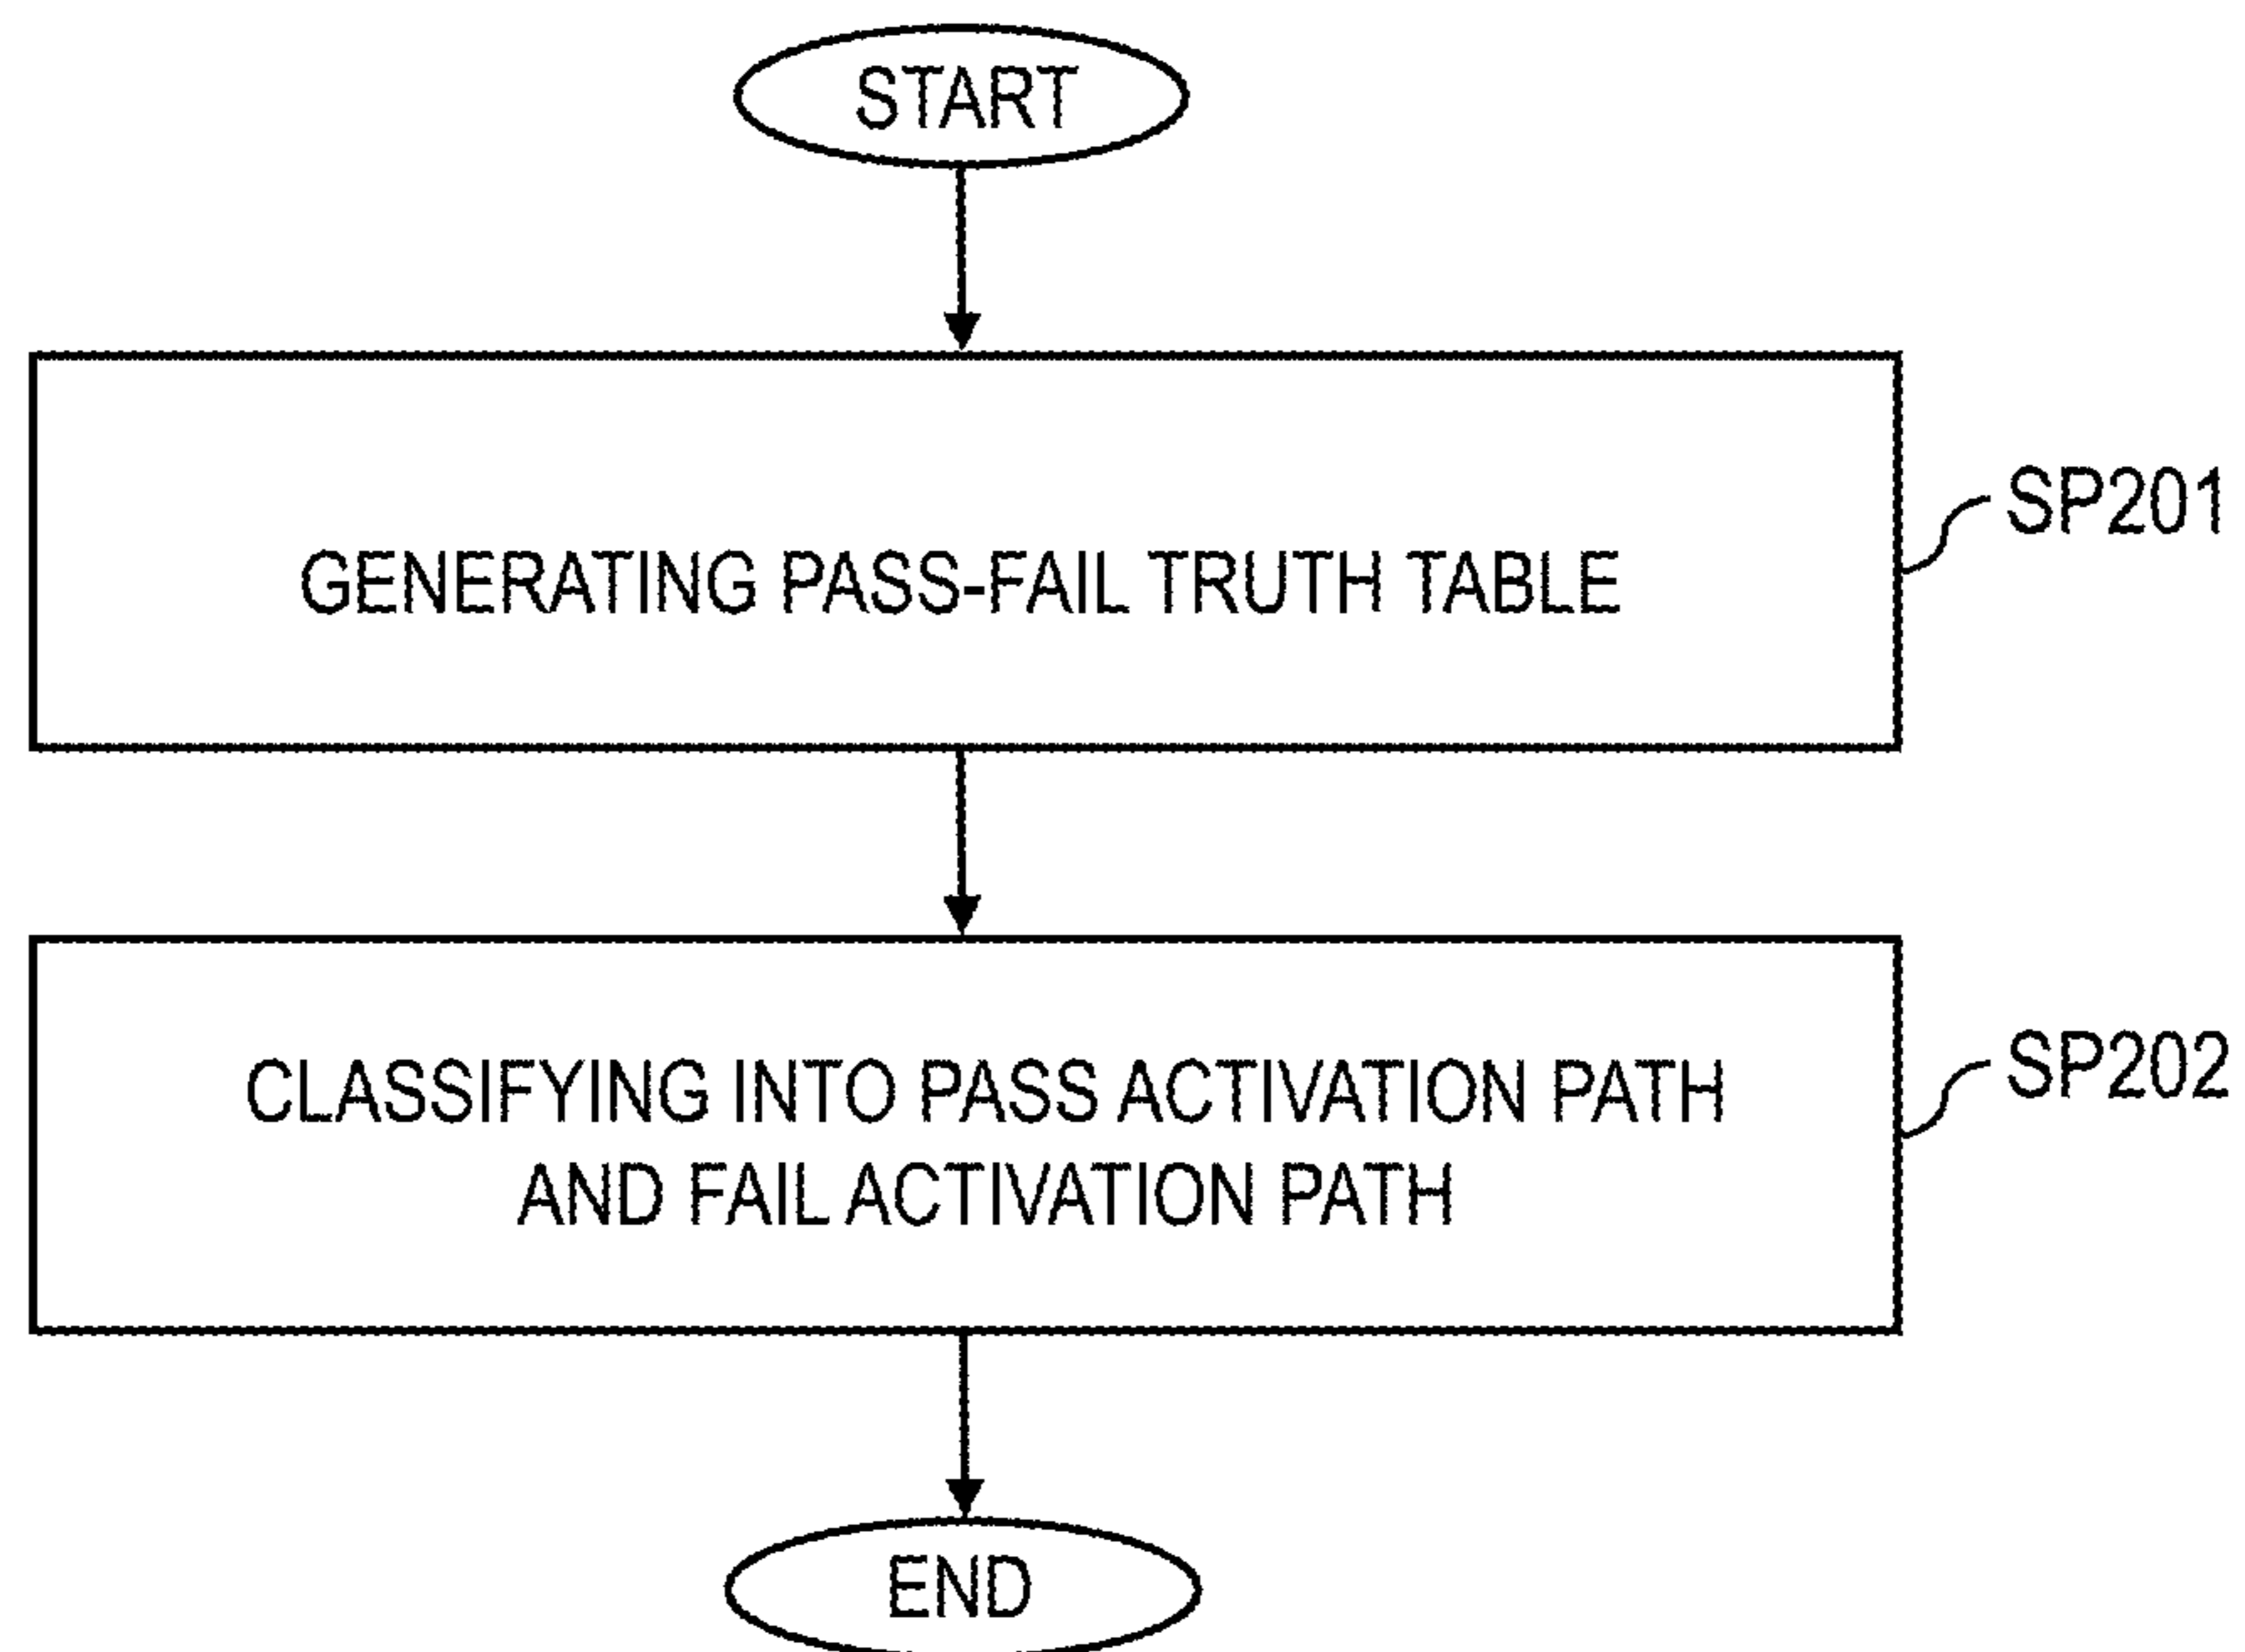 START
GENERATING PASS-FAIL TRUTH TABLE
SP201
CLASSIFYING INTO PASS ACTIVATION PATH
AND FAIL ACTIVATION PATH
SP202
END